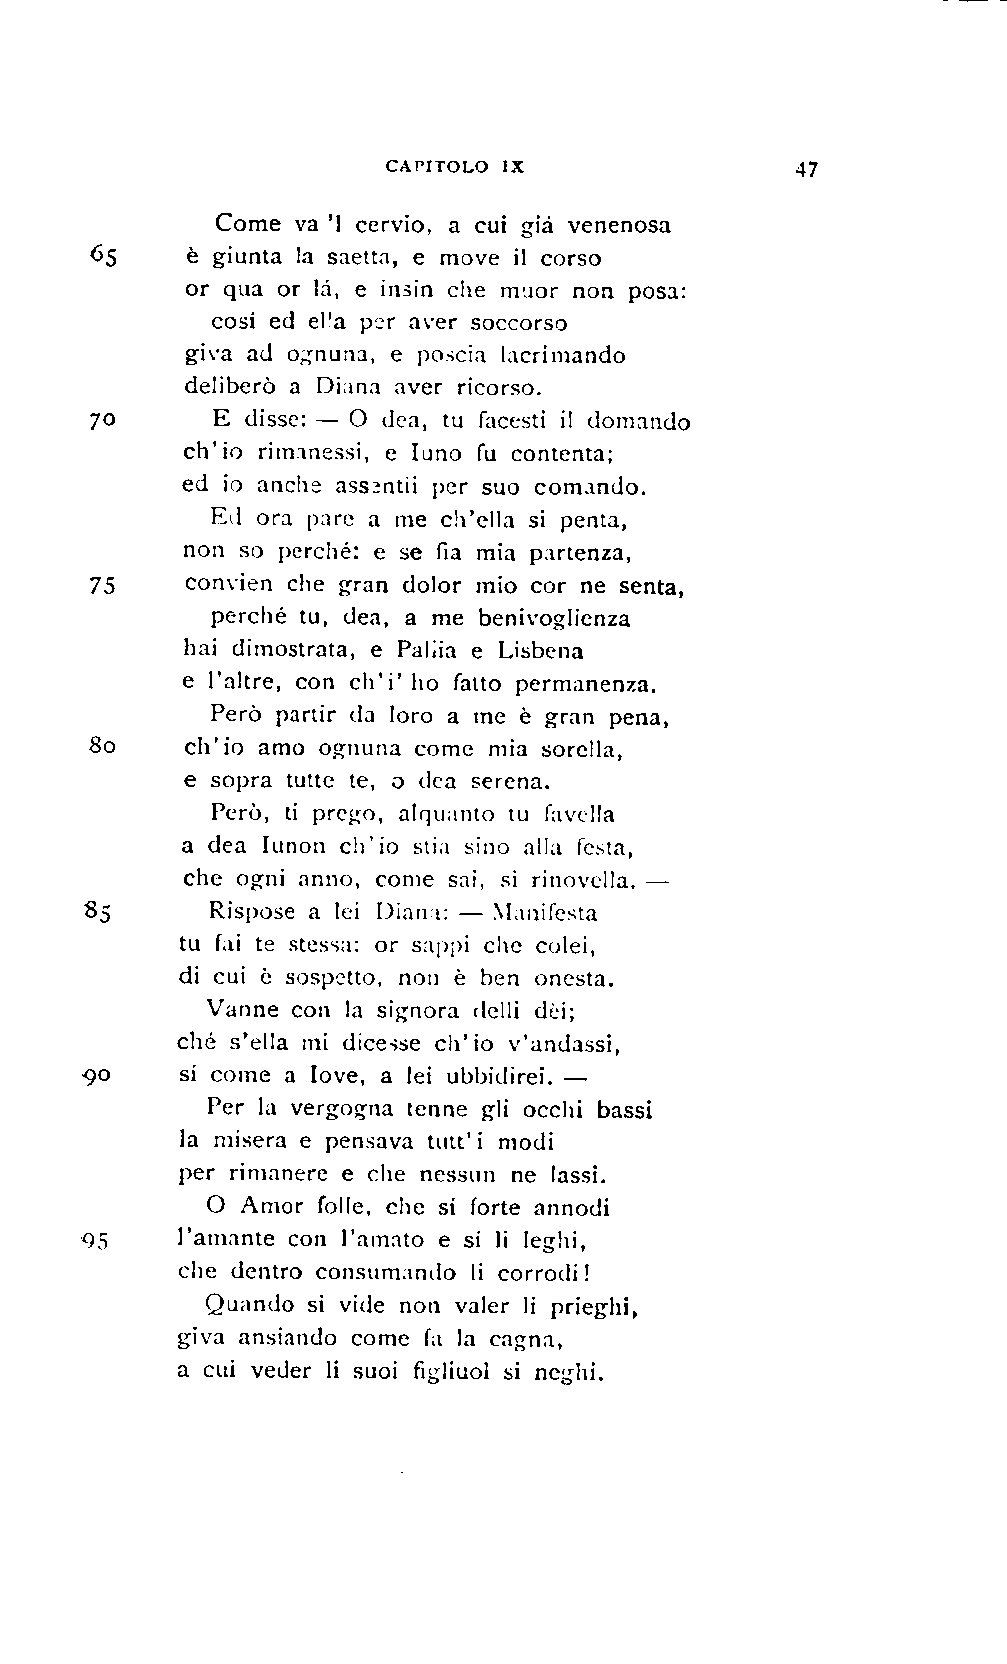 CAPITOLO IX 47
Come va 'l cervio, a cui giá venenosa
65 è giunta la saetta, e move il corso
or qua or lá, e insin che muor non posa:
cosí ed ella per aver soccorso
giva ad ognuna, e poscia lacrimando
deliberò a Diana aver ricorso.
70 E disse: — O dea, tu facesti il domando
ch'io rimanessi, e Iuno fu contenta;
ed io anche assentii per suo comando.
Ed ora pare a me ch'ella si penta,
non so perché: e se fia mia partenza,
75 convien che gran dolor mio cor ne senta,
perché tu, dea, a me benivoglienza
hai dimostrata, e Pallia e Lisbena
e l'altre, con ch'i' ho fatto permanenza.
Però partir da loro a me è gran pena,
80 ch'io amo ognuna come mia sorella,
e sopra tutte te, o dea serena.
Però, ti prego, alquanto tu favella
a dea Iunon ch'io stia sino alla festa,
che ogni anno, come sai, si rinovella. —
85 Rispose a lei Diana: — Manifesta
tu fai te stessa: or sappi che colei,
di cui è sospetto, non è ben onesta.
Vanne con la signora delli dèi;
ché s'ella mi dicesse ch'io v'andassi,
90 sí come a Iove, a lei ubbidirei. —
Per la vergogna tenne gli occhi bassi
la misera e pensava tutt'i modi
per rimanere e che nessun ne lassi.
O Amor folle, che sí forte annodi
95 l'amante con l'amato e sí li leghi,
che dentro consumando li corrodi!
Quando si vide non valer li prieghi,
giva ansiando come fa la cagna,
a cui veder li suoi figliuol si neghi.